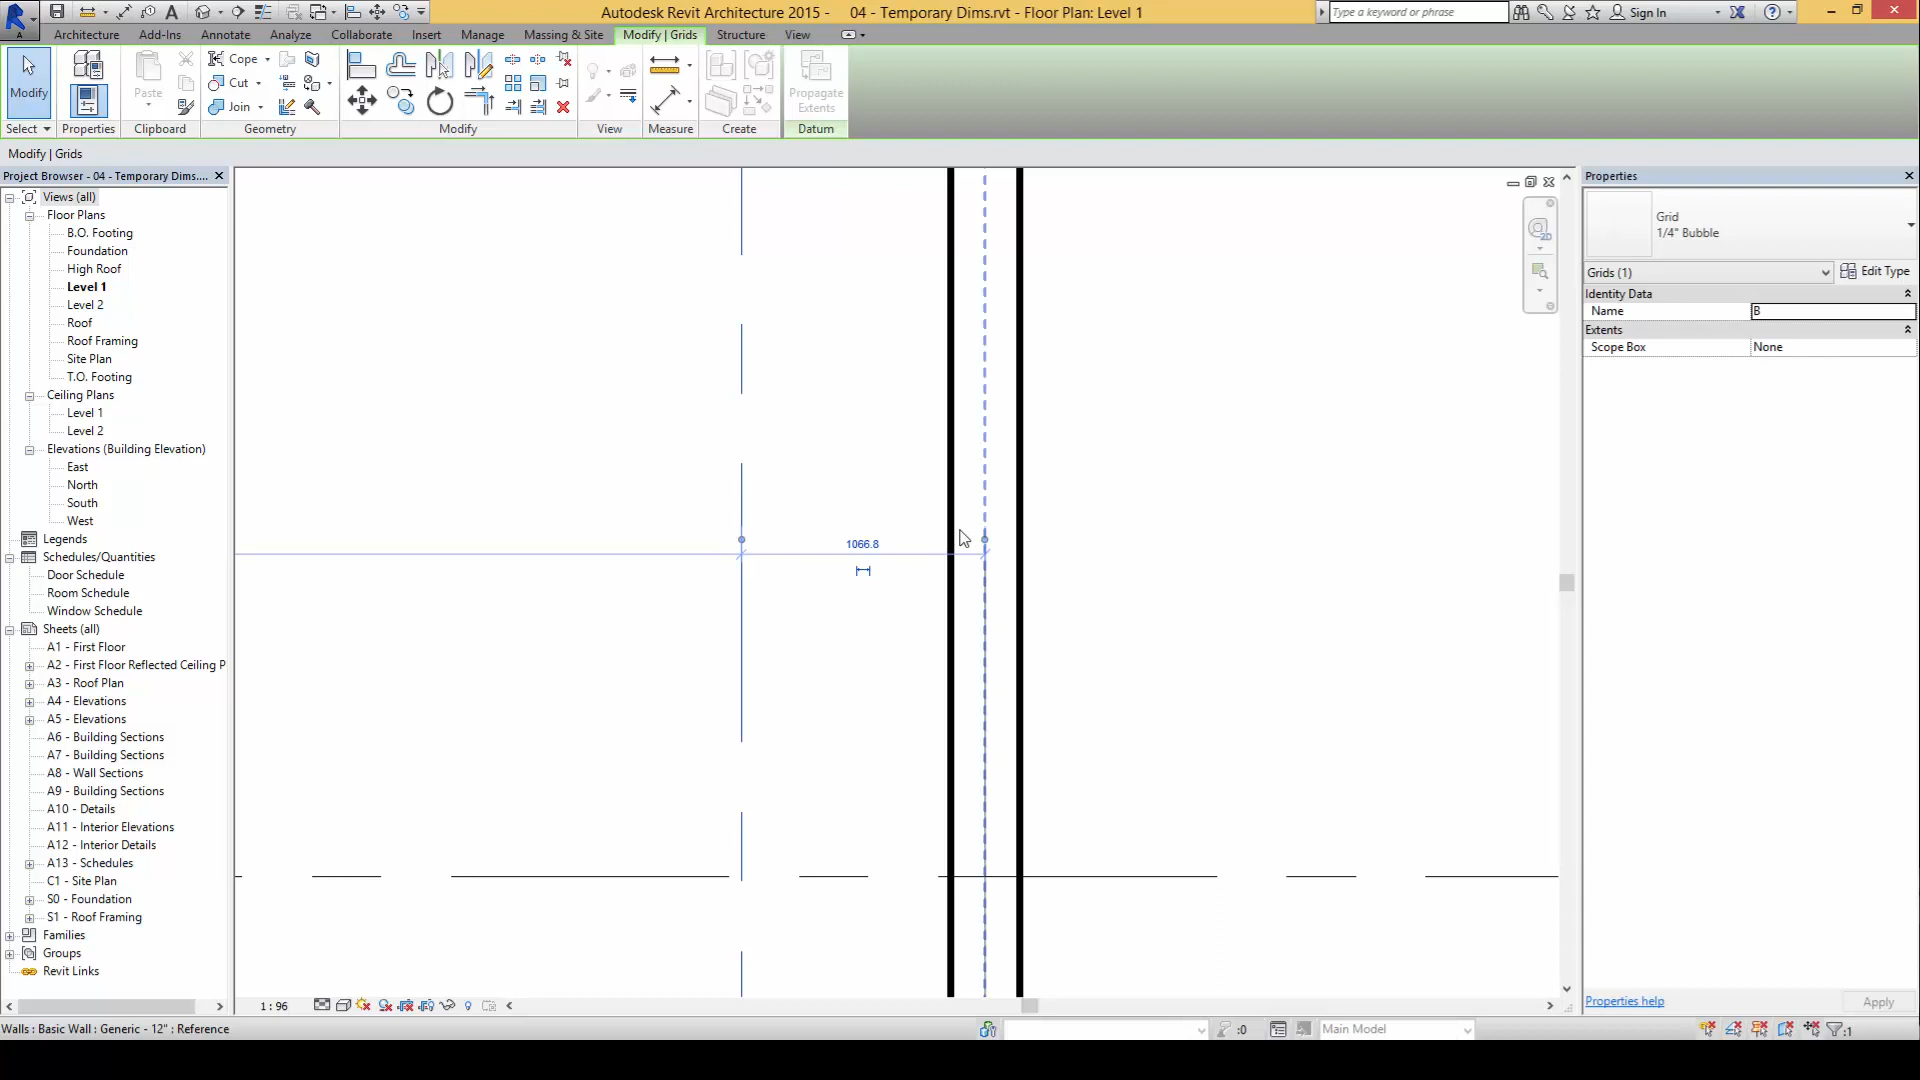 Autodesk Revit Architecture 2015 - 04 - Temporary Dims.rvt - Floor Plan: Level 1
Type a keyword or phrase
Sign In
Architecture Add-Ins Annotate Analyze Collaborate Insert Manage Massing & Site Modify | Grids Structure View
Modify
Paste
Cope
Cut
Join
Propagate
Extents
Select Properties Clipboard Geometry Modify View Measure Create Datum
Modify | Grids
Project Browser - 04 - Temporary Dims....
Views (all)
Floor Plans
B.O. Footing
Foundation
High Roof
Level 1
Level 2
Roof
Roof Framing
Site Plan
T.O. Footing
Ceiling Plans
Level 1
Level 2
Elevations (Building Elevation)
East
North
South
West
Legends
Schedules/Quantities
Door Schedule
Room Schedule
Window Schedule
Sheets (all)
A1 - First Floor
A2 - First Floor Reflected Ceiling P
A3 - Roof Plan
A4 - Elevations
A5 - Elevations
A6 - Building Sections
A7 - Building Sections
A8 - Wall Sections
A9 - Building Sections
A10 - Details
A11 - Interior Elevations
A12 - Interior Details
A13 - Schedules
C1 - Site Plan
S0 - Foundation
S1 - Roof Framing
Families
Groups
Revit Links
1066.8
2D
Properties
Grid
1/4" Bubble
Grids (1)
Edit Type
Identity Data
Name B
Extents
Scope Box None
Properties help
Apply
1 : 96
Walls : Basic Wall : Generic - 12" : Reference
:0
Main Model
:1